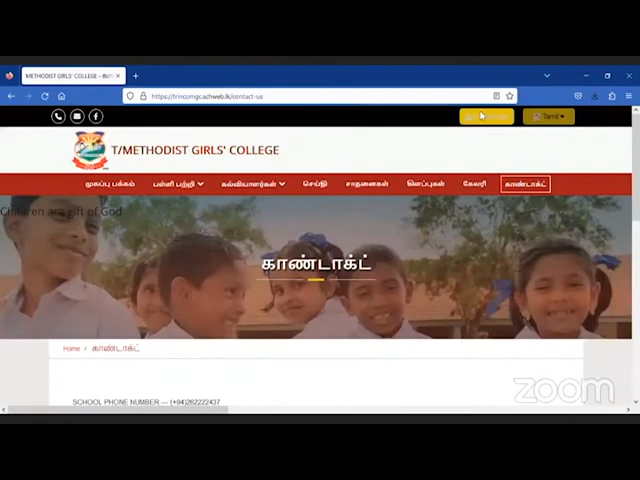 METHODIST GIRLS' COLLEGE -
https://trincomgc.schweb.lk/contact-us
Tamil
T/METHODIST GIRLS' COLLEGE
முகப்பு பக்கம் பள்ளி பற்றி கல்வியாளர்கள் செய்தி சாதனைகள் இணைப்புகள் கேலரி காண்டாக்ட்
Children are gift of God
காண்டாக்ட்
Home / காண்டாக்ட்
SCHOOL PHONE NUMBER --- (+94)262222437
zoom